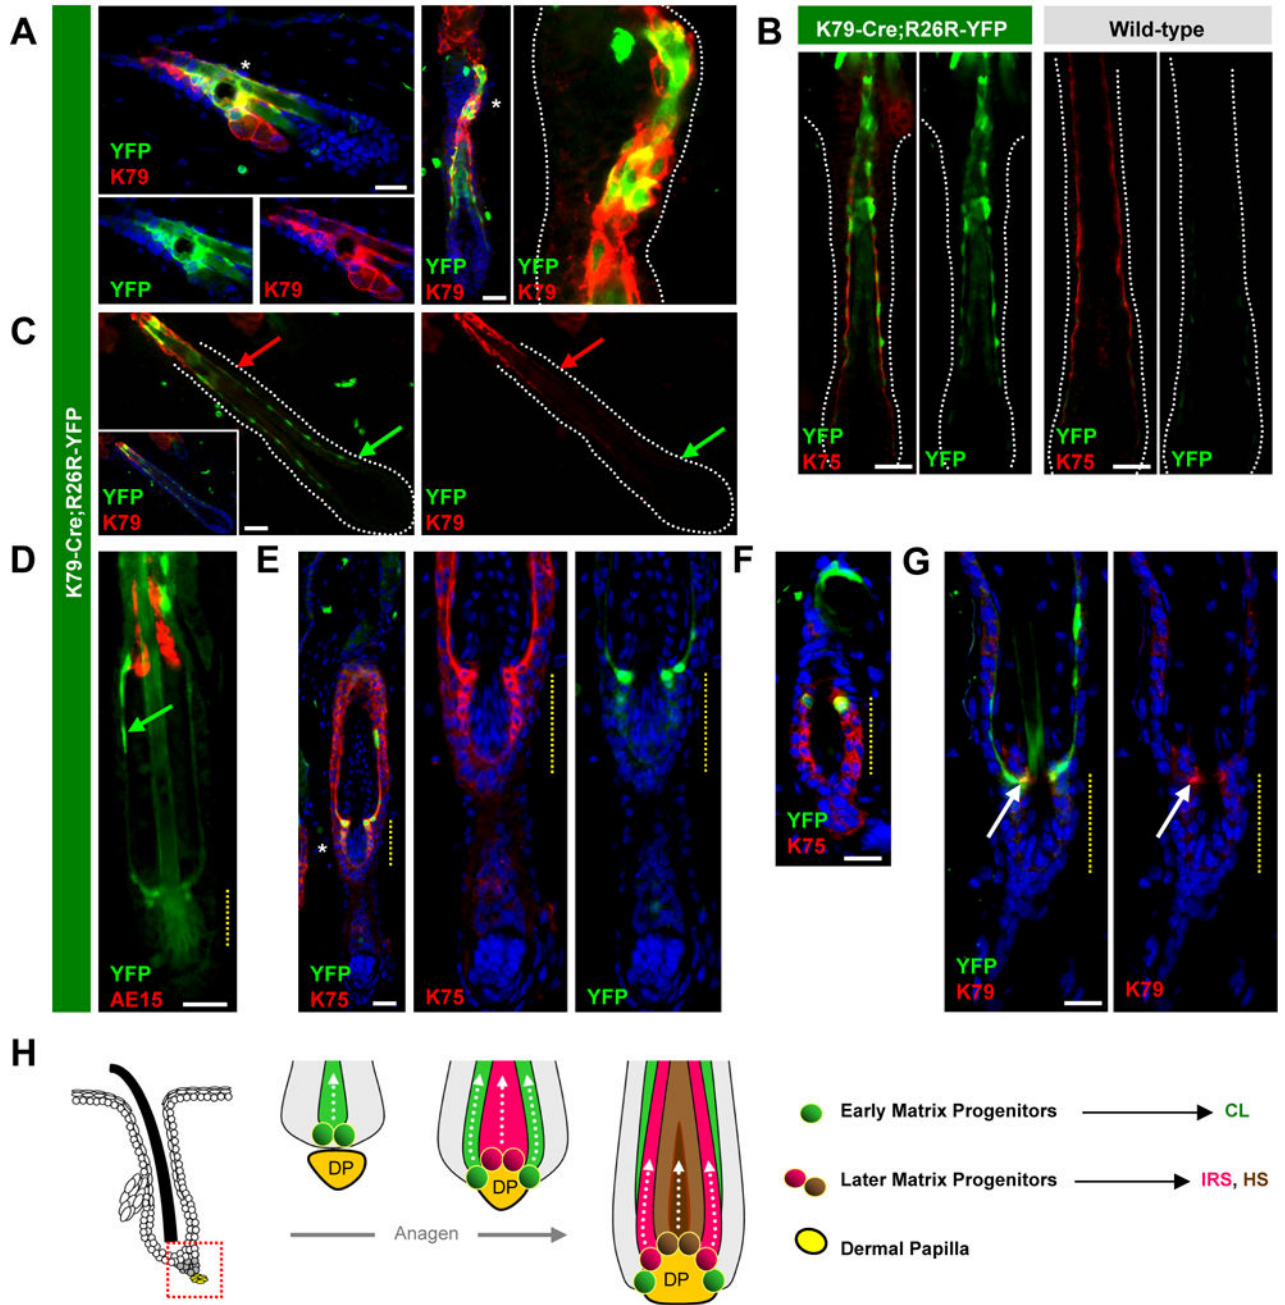 A
K79-Cre;R26R-YFP
*
YFP
K79
YFP
K79
*
YFP
K79
YFP
K79
B
K79-Cre;R26R-YFP
Wild-type
YFP
K75
YFP
YFP
K75
YFP
C
YFP
K79
YFP
K79
D
YFP
AE15
E
*
YFP
K75
K75
YFP
F
YFP
K75
G
YFP
K79
K79
H
DP
DP
DP
Anagen
Early Matrix Progenitors
CL
Later Matrix Progenitors
IRS, HS
Dermal Papilla